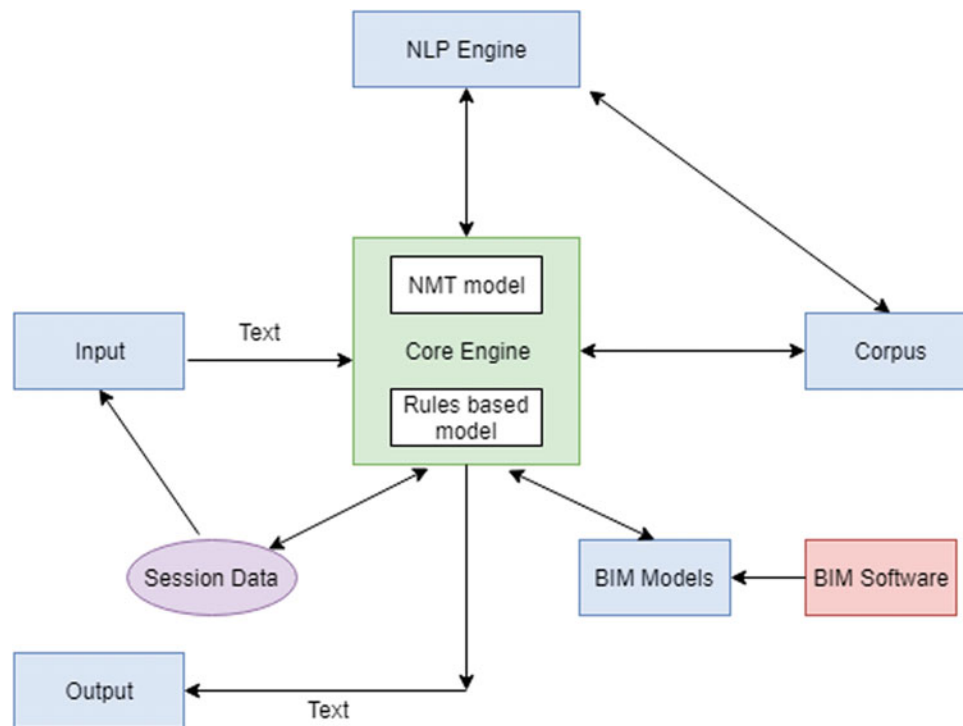 NLP Engine
NMT model
Text
Input
Core Engine
Corpus
Rules based
model
Session Data
BIM Models
BIM Software
Output
Text